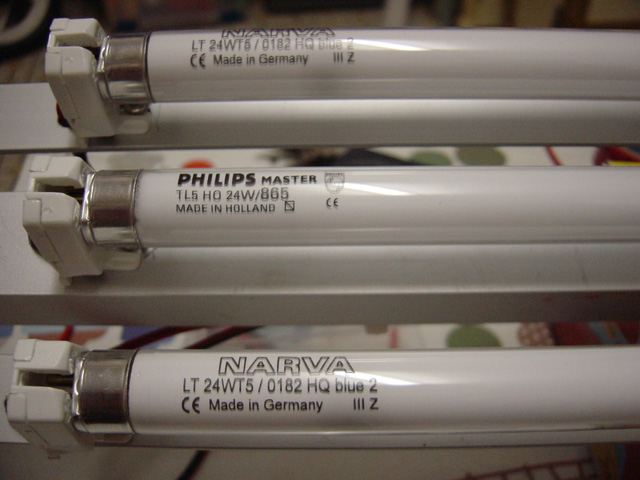 NARVA
LT 24WT5 / 0182 HQ blue 2
CE Made in Germany III Z
PHILIPS MASTER
TL5 HO 24W/865
MADE IN HOLLAND CE
NARVA
LT 24WT5 / 0182 HQ blue 2
CE Made in Germany III Z